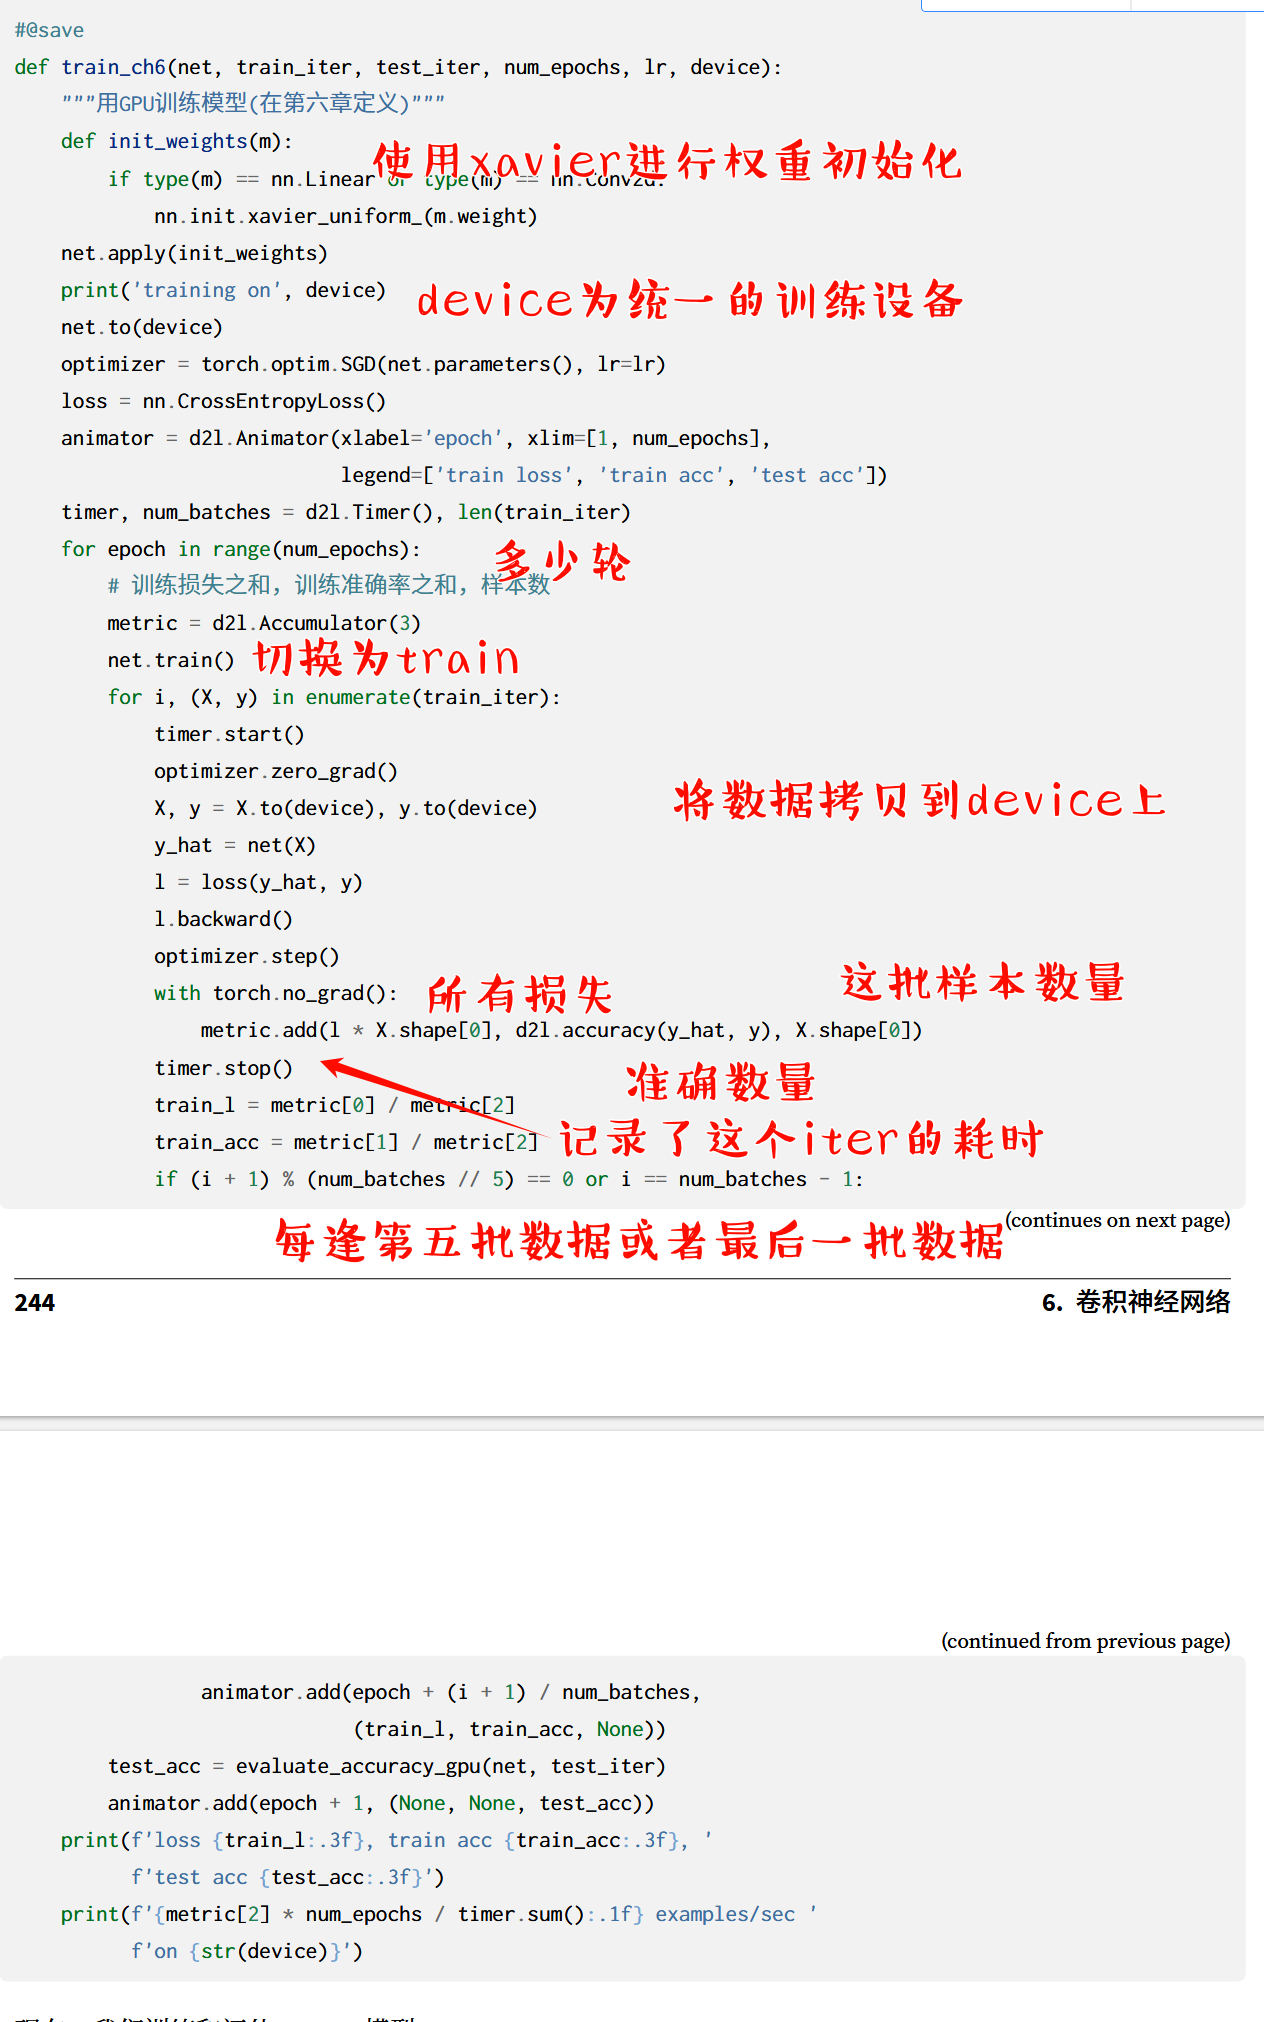 #@save
def train_ch6(net, train_iter, test_iter, num_epochs, lr, device):
"""用GPU训练模型(在第六章定义)"""
def init_weights(m):
使用xavier进行权重初始化
if type(m) == nn.Linear or type(m) == nn.Conv2d:
nn.init.xavier_uniform_(m.weight)
net.apply(init_weights)
print('training on', device)
device为统一的训练设备
net.to(device)
optimizer = torch.optim.SGD(net.parameters(), lr=lr)
loss = nn.CrossEntropyLoss()
animator = d2l.Animator(xlabel='epoch', xlim=[1, num_epochs],
legend=['train loss', 'train acc', 'test acc'])
timer, num_batches = d2l.Timer(), len(train_iter)
for epoch in range(num_epochs):
多少轮
# 训练损失之和，训练准确率之和，样本数
metric = d2l.Accumulator(3)
net.train()
切换为train
for i, (X, y) in enumerate(train_iter):
timer.start()
optimizer.zero_grad()
X, y = X.to(device), y.to(device)
将数据拷贝到device上
y_hat = net(X)
l = loss(y_hat, y)
l.backward()
optimizer.step()
with torch.no_grad():
所有损失
这批样本数量
metric.add(l * X.shape[0], d2l.accuracy(y_hat, y), X.shape[0])
timer.stop()
准确数量
train_l = metric[0] / metric[2]
train_acc = metric[1] / metric[2]
记录了这个iter的耗时
if (i + 1) % (num_batches // 5) == 0 or i == num_batches - 1:
(continues on next page)
每逢第五批数据或者最后一批数据
244
6. 卷积神经网络
(continued from previous page)
animator.add(epoch + (i + 1) / num_batches,
(train_l, train_acc, None))
test_acc = evaluate_accuracy_gpu(net, test_iter)
animator.add(epoch + 1, (None, None, test_acc))
print(f'loss {train_l:.3f}, train acc {train_acc:.3f}, '
f'test acc {test_acc:.3f}')
print(f'{metric[2] * num_epochs / timer.sum():.1f} examples/sec '
f'on {str(device)}')